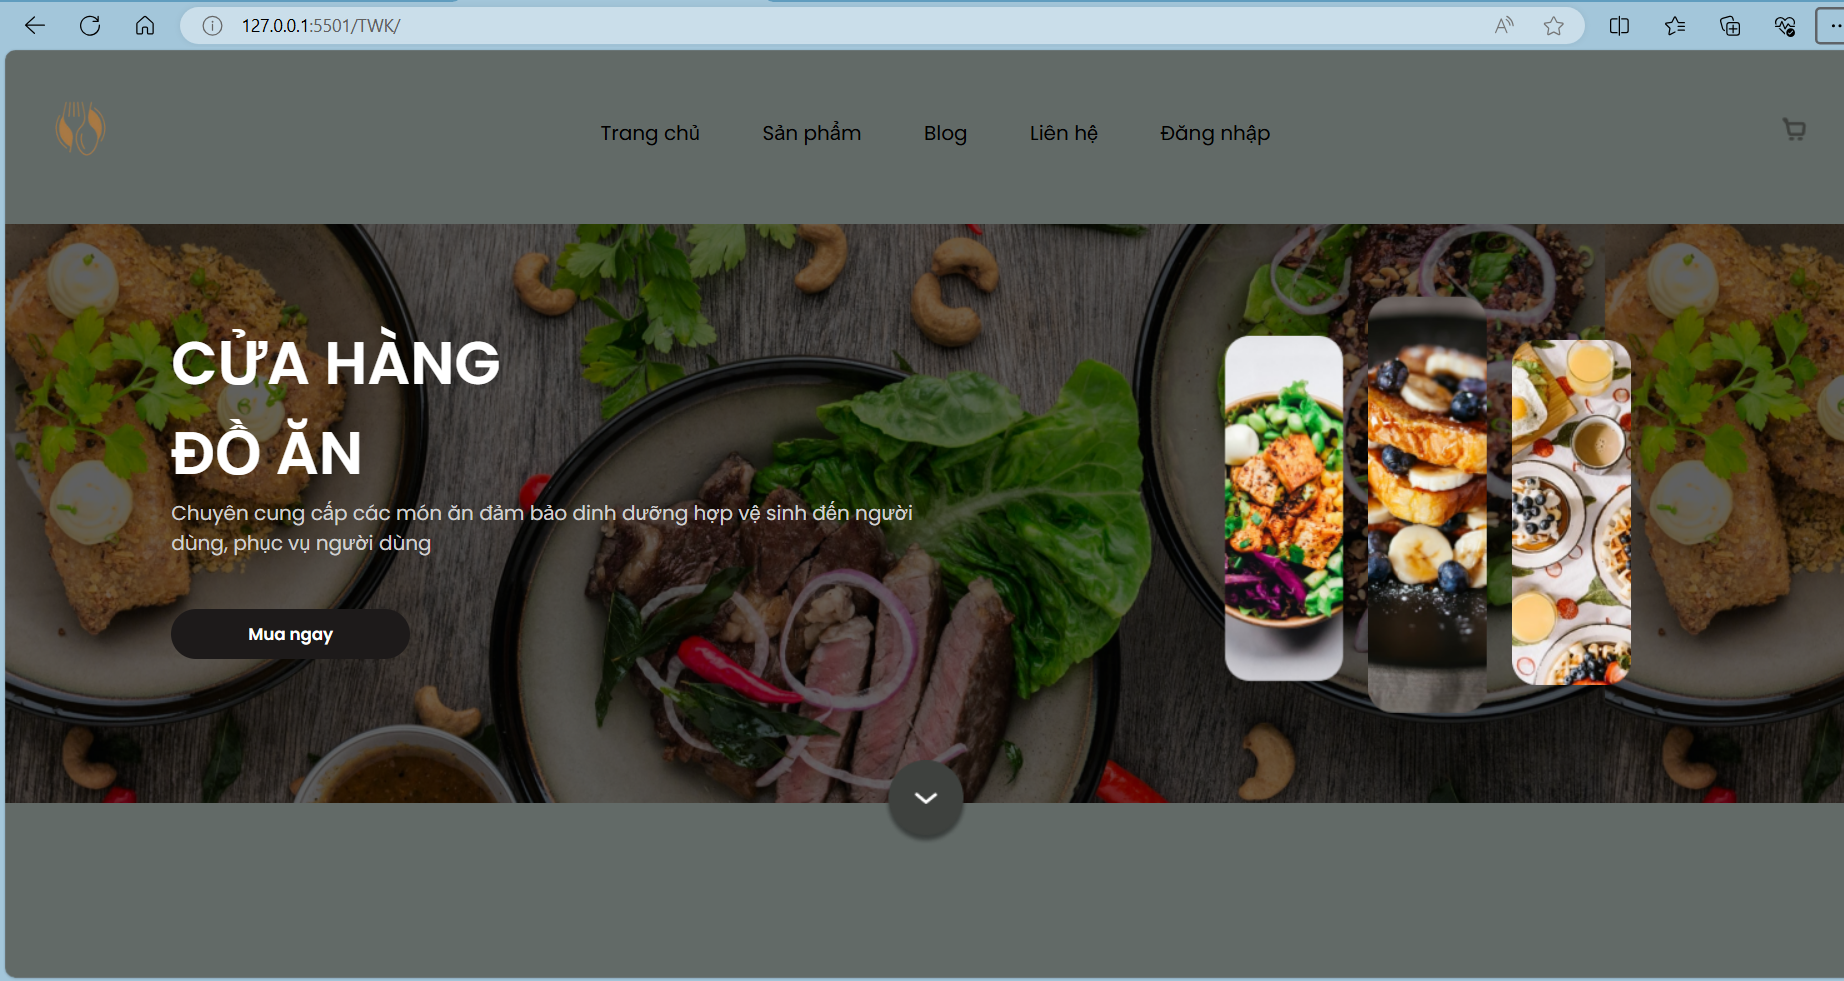 127.0.0.1:5501/TWK/
Trang chủ
Sản phẩm
Blog
Liên hệ
Đăng nhập
CỬA HÀNG
ĐỒ ĂN
Chuyên cung cấp các món ăn đảm bảo dinh dưỡng hợp vệ sinh đến người
dùng, phục vụ người dùng
Mua ngay